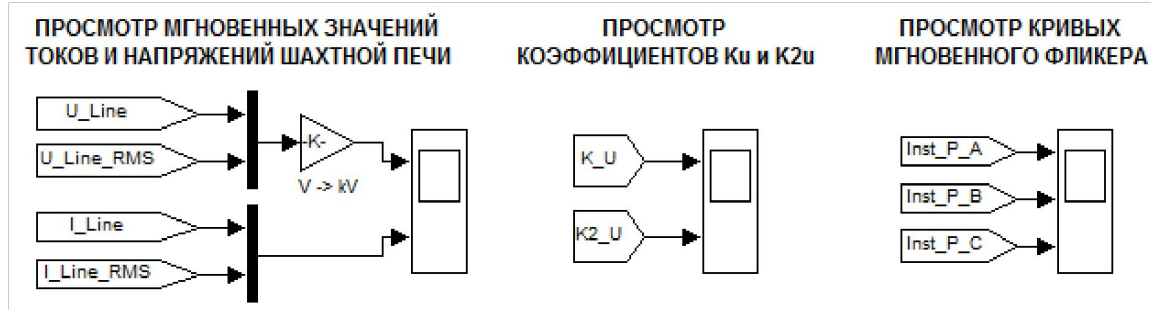 ПРОСМОТР МГНОВЕННЫХ ЗНАЧЕНИЙ
ТОКОВ И НАПРЯЖЕНИЙ ШАХТНОЙ ПЕЧИ
U_Line
U_Line_RMS
-K-
V -> kV
I_Line
I_Line_RMS
ПРОСМОТР
КОЭФФИЦИЕНТОВ Ku и K2u
K_U
K2_U
ПРОСМОТР КРИВЫХ
МГНОВЕННОГО ФЛИКЕРА
Inst_P_A
Inst_P_B
Inst_P_C